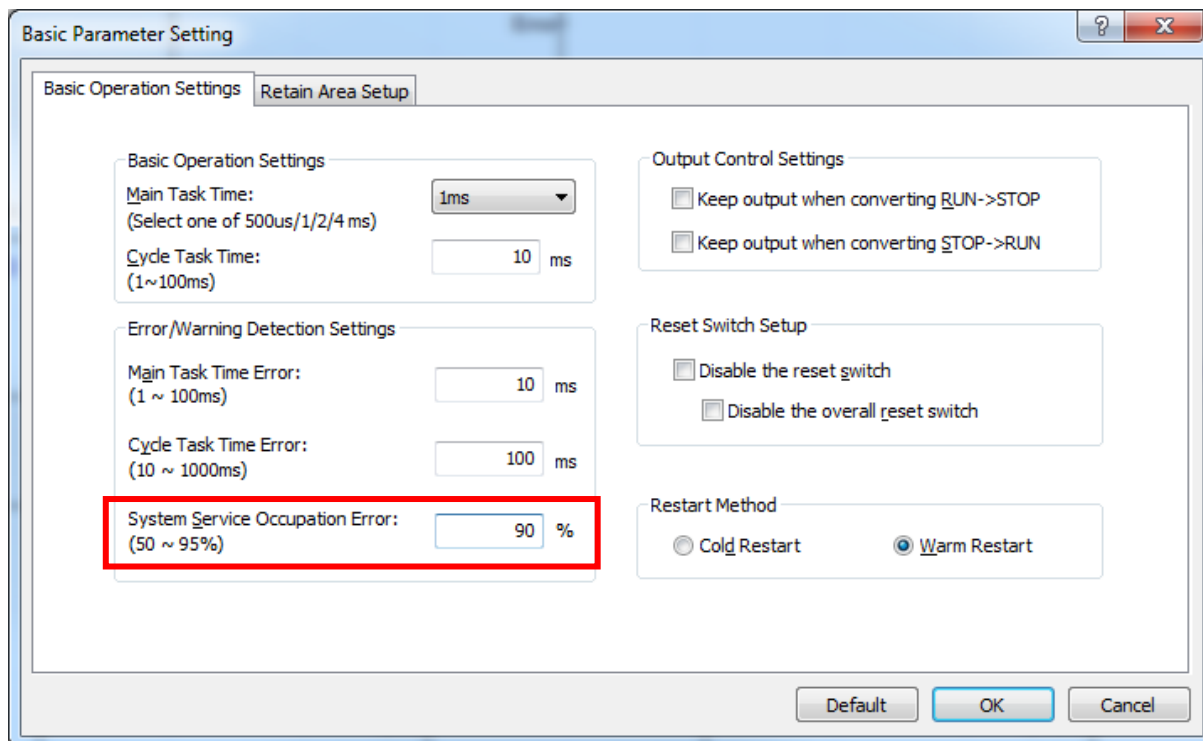 Basic Parameter Setting
Basic Operation Settings
Retain Area Setup
Basic Operation Settings
Main Task Time:
1ms
(Select one of 500us/1/2/4 ms)
Cycle Task Time:
10 ms
(1~100ms)
Error/Warning Detection Settings
Main Task Time Error:
10 ms
(1 ~ 100ms)
Cycle Task Time Error:
100 ms
(10 ~ 1000ms)
System Service Occupation Error:
90 %
(50 ~ 95%)
Output Control Settings
Keep output when converting RUN->STOP
Keep output when converting STOP->RUN
Reset Switch Setup
Disable the reset switch
Disable the overall reset switch
Restart Method
Cold Restart
Warm Restart
Default
OK
Cancel